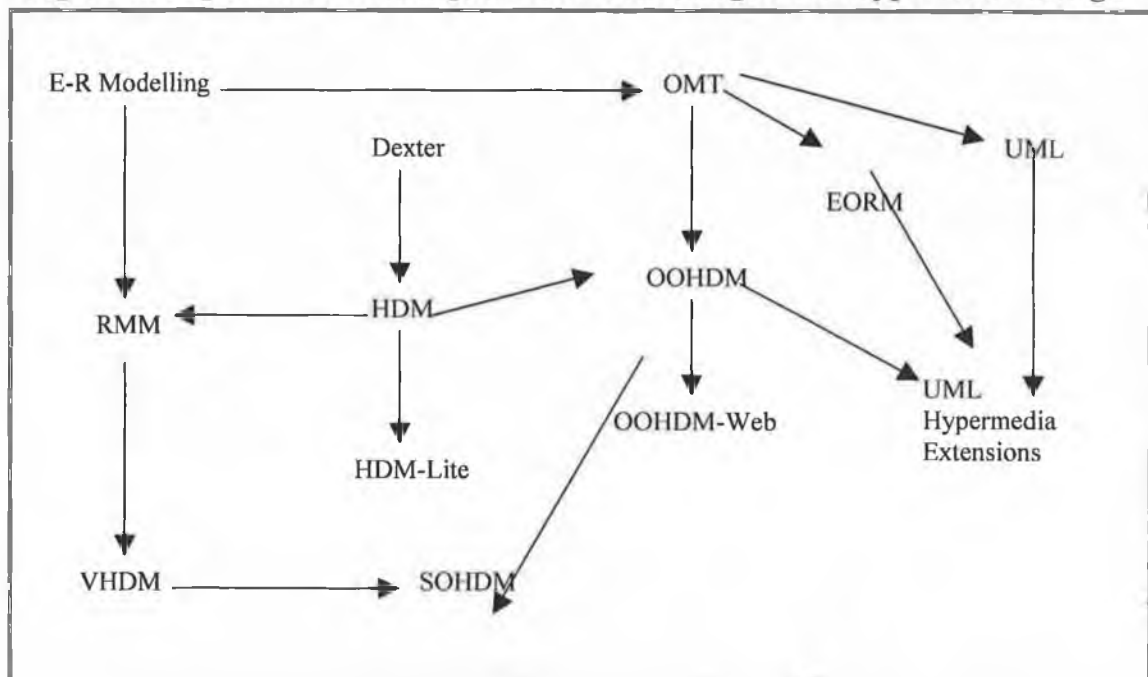 E-R Modelling
OMT
Dexter
UML
EORM
OOHDM
HDM
RMM
UML
Hypermedia
Extensions
OOHDM-Web
HDM-Lite
VHDM
SOHDM